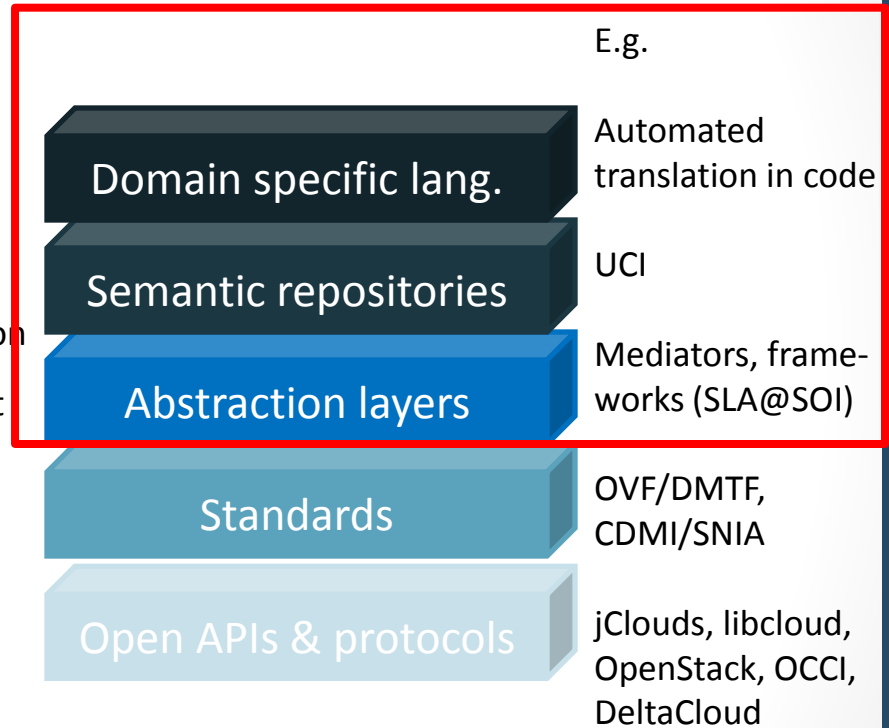 E.g.
Domain specific lang.
Automated
translation in code
Semantic repositories
UCI
Abstraction layers
Mediators, frame-
works (SLA@SOI)
Standards
OVF/DMTF,
CDMI/SNIA
Open APIs & protocols
jClouds, libcloud,
OpenStack, OCCI,
DeltaCloud